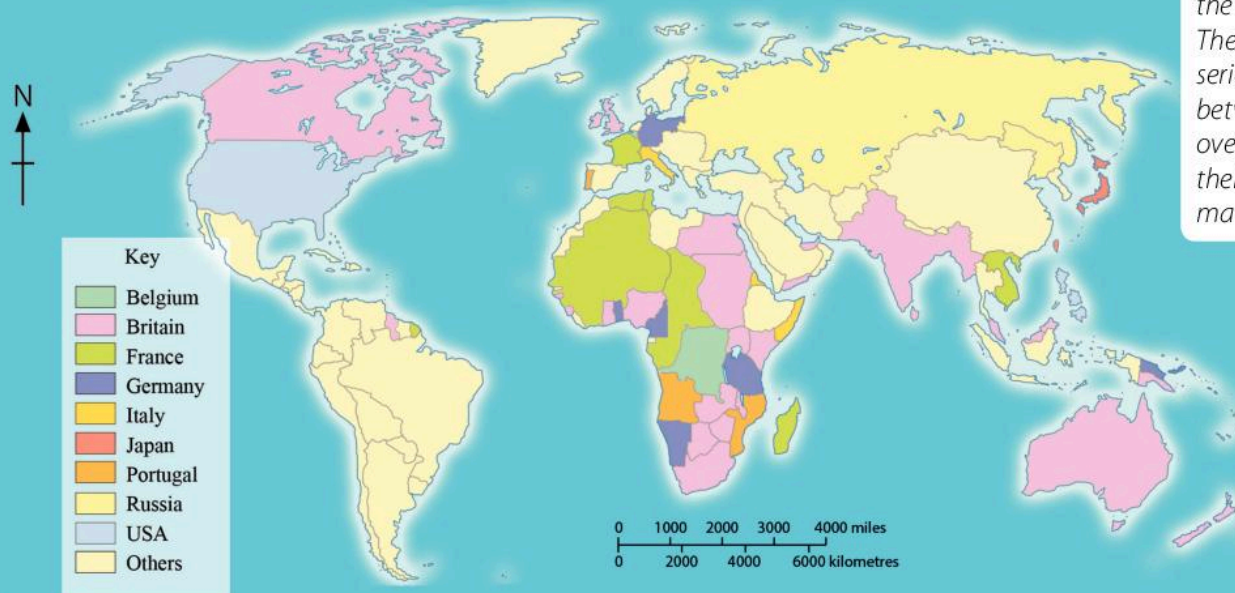 N
Key
Belgium
Britain
France
Germany
Italy
Japan
Portugal
Russia
USA
Others
0 1000 2000 3000 4000 miles
0 2000 4000 6000 kilometres
the
The
seri
betv
ove
the
ma